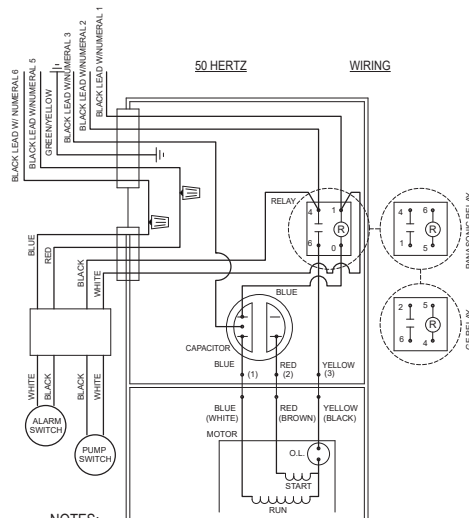 50 HERTZ WIRING
BLACK LEAD W/ NUMERAL 6
BLACK LEAD W/NUMERAL 5
GREEN/YELLOW
BLACK LEAD W/NUMERAL 3
BLACK LEAD W/NUMERAL 2
BLACK LEAD W/NUMERAL 1
RELAY
4 1
R
6 0
4 6
R
1 5
PANASONIC RELAY
2 5
R
6 4
GE RELAY
BLUE
RED
BLACK
WHITE
BLUE
CAPACITOR
BLUE
(1)
RED
(2)
YELLOW
(3)
WHITE
BLACK
BLACK
WHITE
ALARM
SWITCH
PUMP
SWITCH
BLUE
(WHITE)
RED
(BROWN)
YELLOW
(BLACK)
MOTOR
O.L.
START
RUN
NOTES: